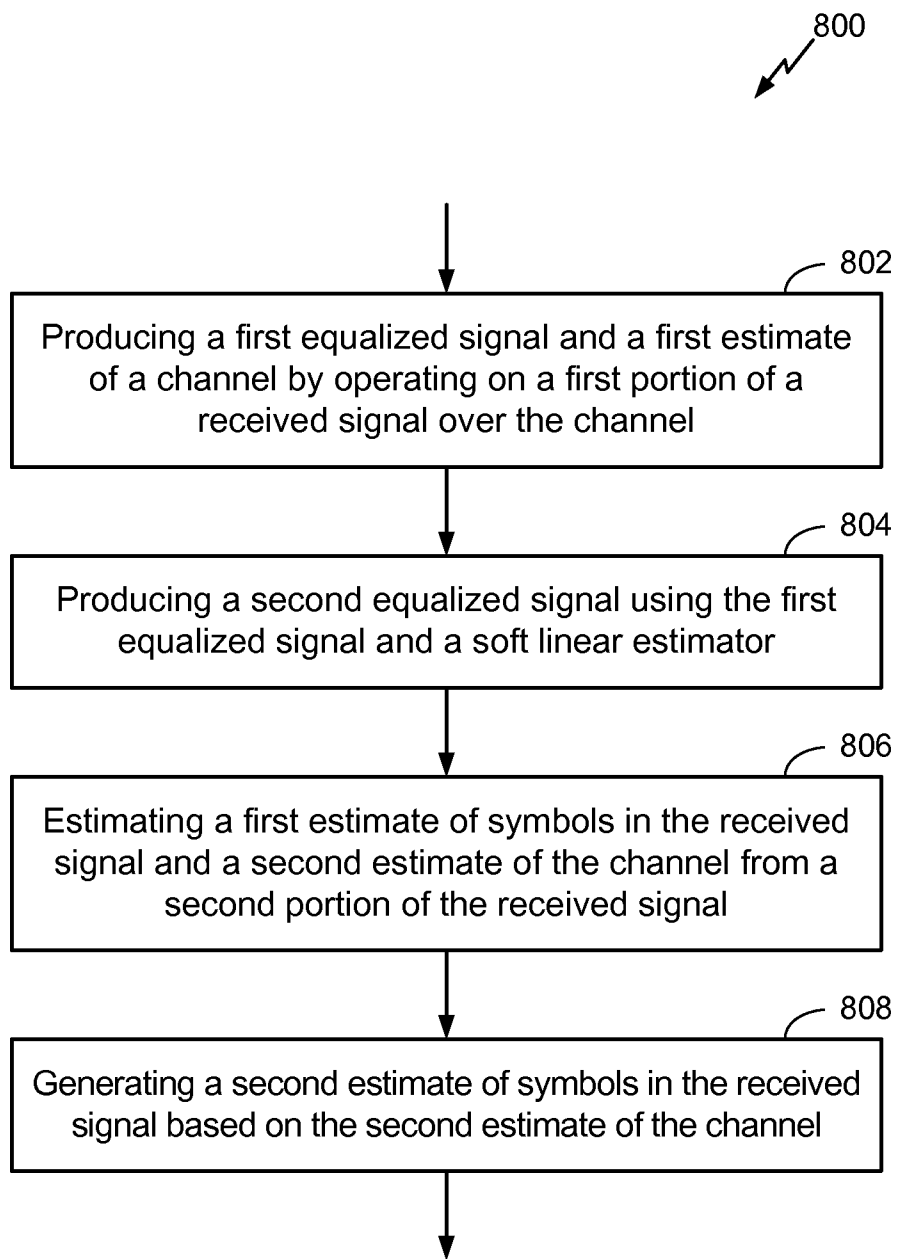 800
802
Producing a first equalized signal and a first estimate
of a channel by operating on a first portion of a
received signal over the channel
804
Producing a second equalized signal using the first
equalized signal and a soft linear estimator
806
Estimating a first estimate of symbols in the received
signal and a second estimate of the channel from a
second portion of the received signal
808
Generating a second estimate of symbols in the received
signal based on the second estimate of the channel